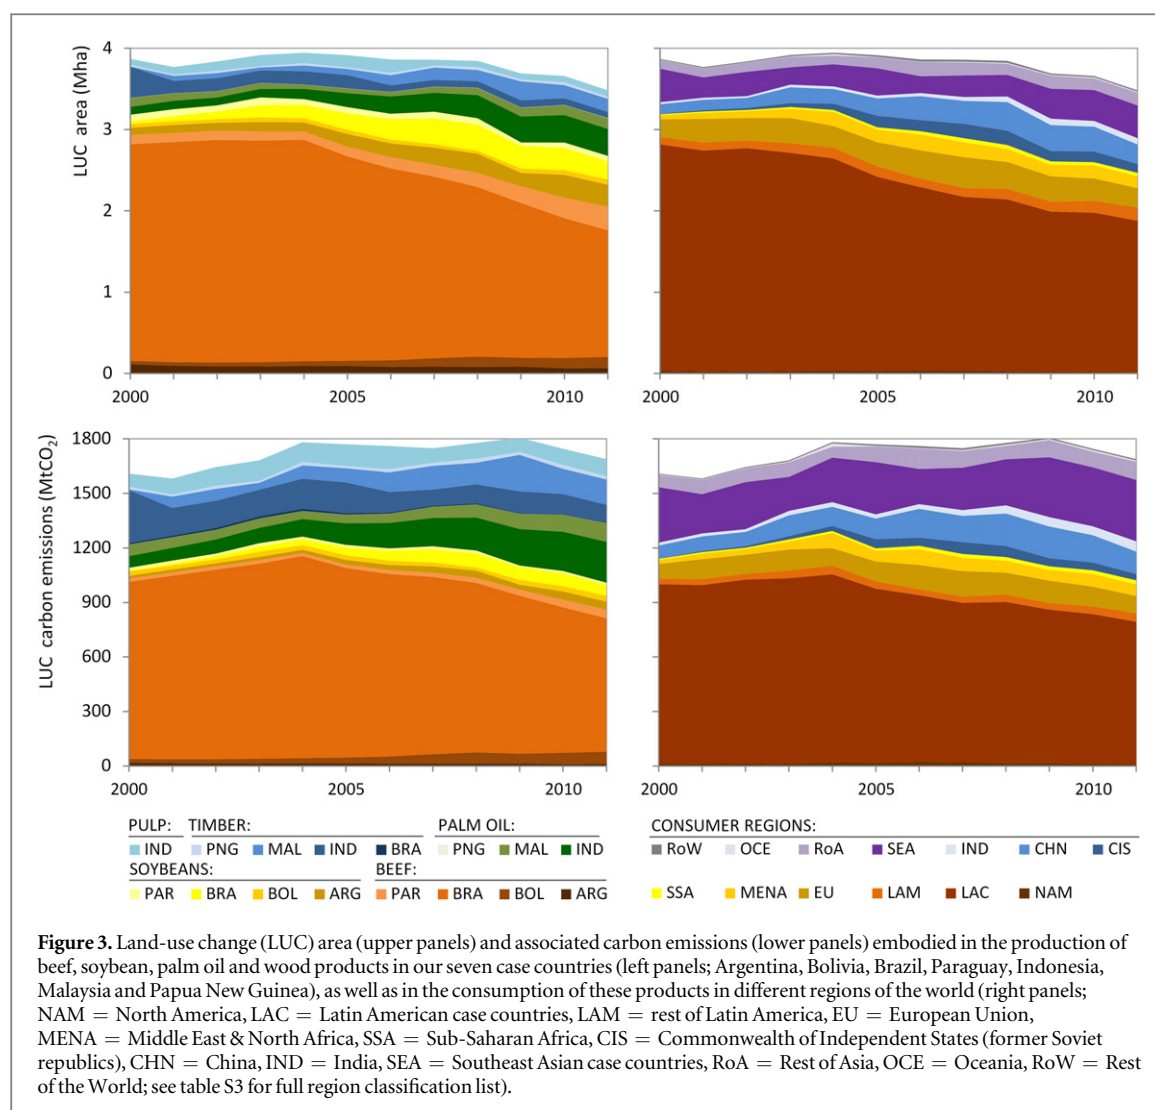 LUC area (Mha)
4
3
2
1
0
2000 2005 2010
2000 2005 2010
LUC carbon emissions (MtCO2)
1800
1500
1200
900
600
300
0
2000 2005 2010
2000 2005 2010
PULP: TIMBER: PALM OIL:
IND PNG MAL IND BRA PNG MAL IND
SOYBEANS: BEEF:
PAR BRA BOL ARG PAR BRA BOL ARG
CONSUMER REGIONS:
RoW OCE RoA SEA IND CHN CIS
SSA MENA EU LAM LAC NAM
Figure 3. Land-use change (LUC) area (upper panels) and associated carbon emissions (lower panels) embodied in the production of
beef, soybean, palm oil and wood products in our seven case countries (left panels; Argentina, Bolivia, Brazil, Paraguay, Indonesia,
Malaysia and Papua New Guinea), as well as in the consumption of these products in different regions of the world (right panels;
NAM = North America, LAC = Latin American case countries, LAM = rest of Latin America, EU = European Union,
MENA = Middle East & North Africa, SSA = Sub-Saharan Africa, CIS = Commonwealth of Independent States (former Soviet
republics), CHN = China, IND = India, SEA = Southeast Asian case countries, RoA = Rest of Asia, OCE = Oceania, RoW = Rest
of the World; see table S3 for full region classification list).